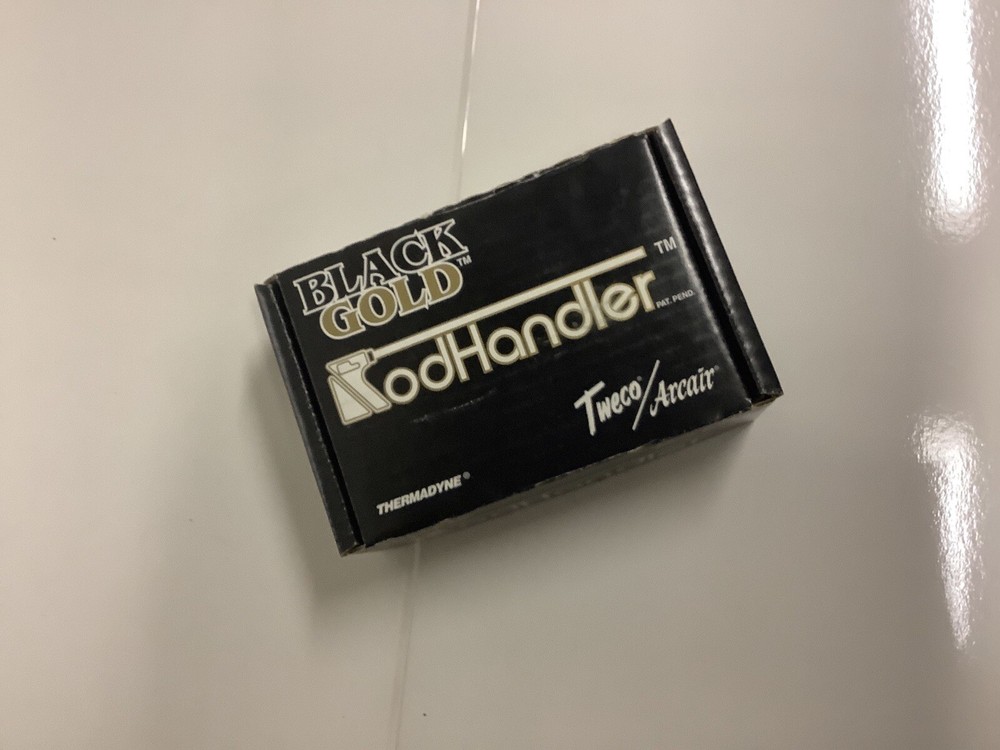 BLACK
GOLD™
RodHandler™
PAT. PEND.
Tweco®/Arcair®
THERMADYNE®